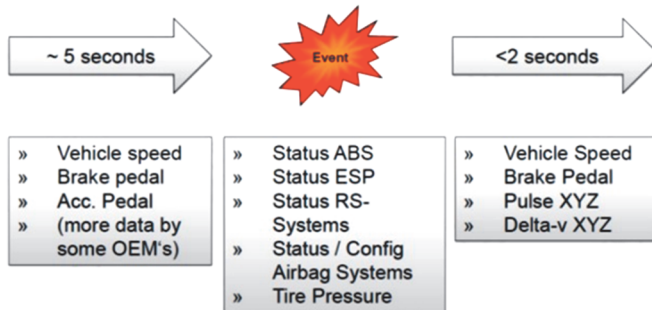 ~ 5 seconds
Event
<2 seconds
» Vehicle speed
» Brake pedal
» Acc. Pedal
» (more data by
some OEM‘s)
» Status ABS
» Status ESP
» Status RS-
Systems
» Status / Config
Airbag Systems
» Tire Pressure
» Vehicle Speed
» Brake Pedal
» Pulse XYZ
» Delta-v XYZ